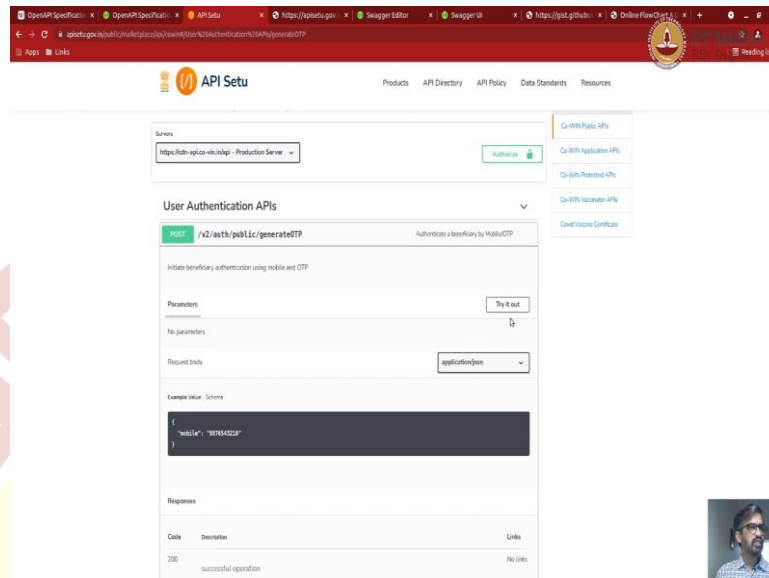 OpenAPI Specificatio x
OpenAPI Specificatio x
API Setu x
https://apisetu.gov.i x
Swagger Editor x
Swagger UI x
https://gist.github.c x
Online FlowChart & D x +
apisetu.gov.in/public/marketplace/api/cowin#/User%20Authentication%20APIs/generateOTP
Apps Links
Reading li
API Setu
Products API Directory API Policy Data Standards Resources
Servers
https://cdn-api.co-vin.in/api - Production Server
Authorize
Co-WIN Public APIs
Co-WIN Application APIs
Co-WIN Protected APIs
Co-WIN Vaccinator APIs
Covid Vaccine Certificate
User Authentication APIs
POST /v2/auth/public/generateOTP Authenticate a beneficiary by Mobile/OTP
Initiate beneficiary authentication using mobile and OTP
Parameters
Try it out
No parameters
Request body
application/json
Example Value Schema
{
"mobile": "9876543210"
}
Responses
Code Description Links
200 successful operation No links